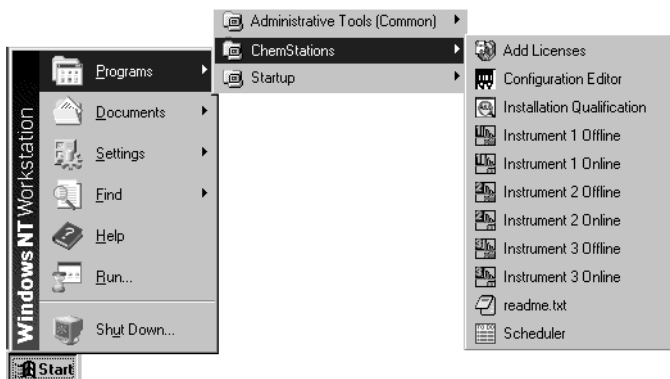 Administrative Tools (Common)
ChemStations
Startup
Add Licenses
Configuration Editor
Installation Qualification
Instrument 1 Offline
Instrument 1 Online
Instrument 2 Offline
Instrument 2 Online
Instrument 3 Offline
Instrument 3 Online
readme.txt
Scheduler
Windows NT Workstation
Programs
Documents
Settings
Find
Help
Run...
Shut Down...
Start